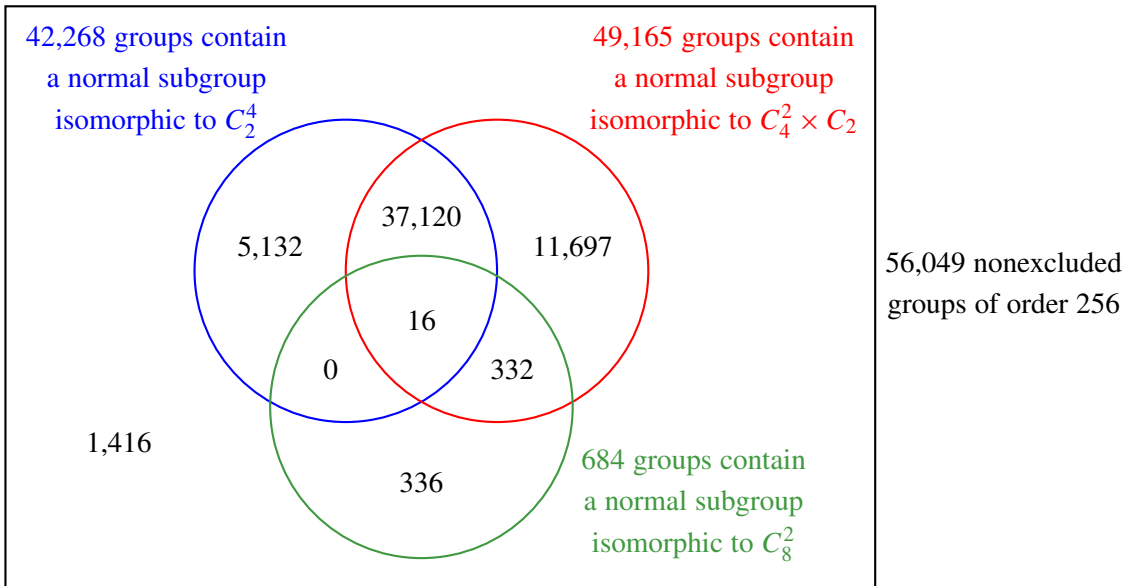 42,268 groups contain
a normal subgroup
isomorphic to $C_2^4$
49,165 groups contain
a normal subgroup
isomorphic to $C_4^2 \times C_2$
37,120
5,132
11,697
56,049 nonexcluded
groups of order 256
16
0
332
1,416
336
684 groups contain
a normal subgroup
isomorphic to $C_8^2$